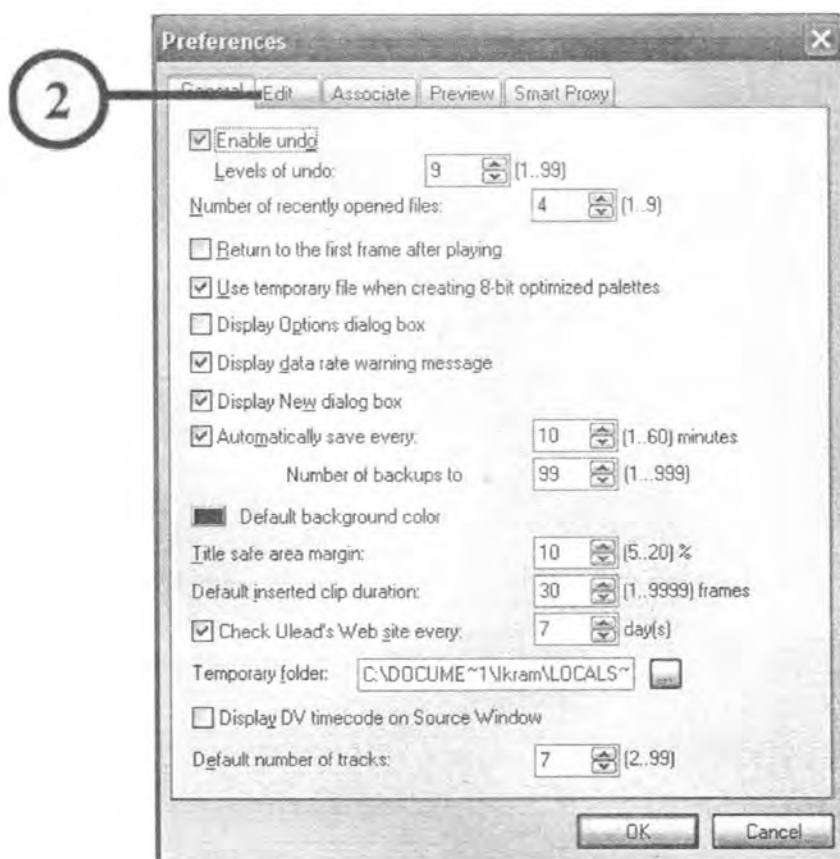 Preferences
2
General Edit Associate Preview Smart Proxy
Enable undo
Levels of undo: 9 (1..99)
Number of recently opened files: 4 (1..9)
Return to the first frame after playing
Use temporary file when creating 8-bit optimized palettes
Display Options dialog box
Display data rate warning message
Display New dialog box
Automatically save every: 10 (1..60) minutes
Number of backups to 99 (1...999)
Default background color
Title safe area margin: 10 (5..20) %
Default inserted clip duration: 30 (1..9999) frames
Check Ulead's Web site every: 7 day(s)
Temporary folder: C:\DOCUME~1\Ikram\LOCALS~ ...
Display DV timecode on Source Window
Default number of tracks: 7 (2..99)
OK Cancel